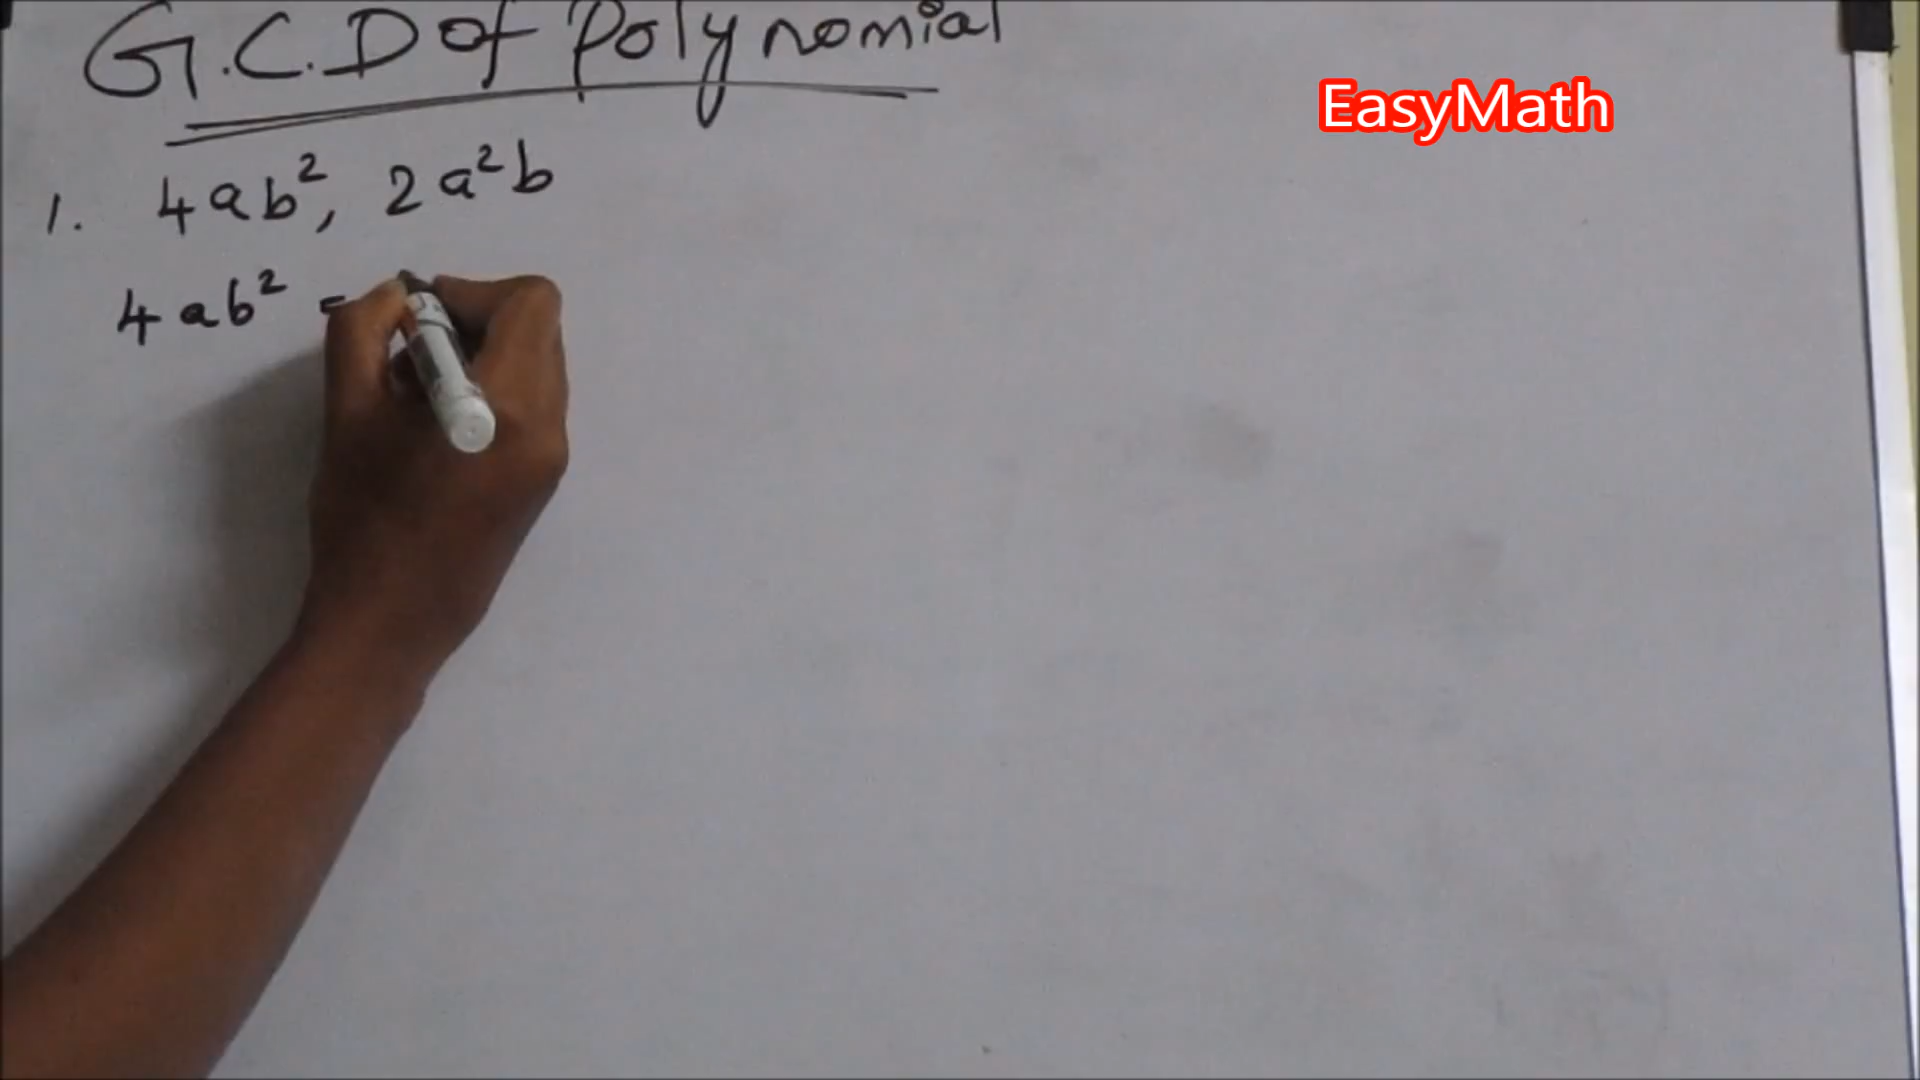 G.C.D of Polynomial
EasyMath
1. 4ab², 2a²b
4ab² =